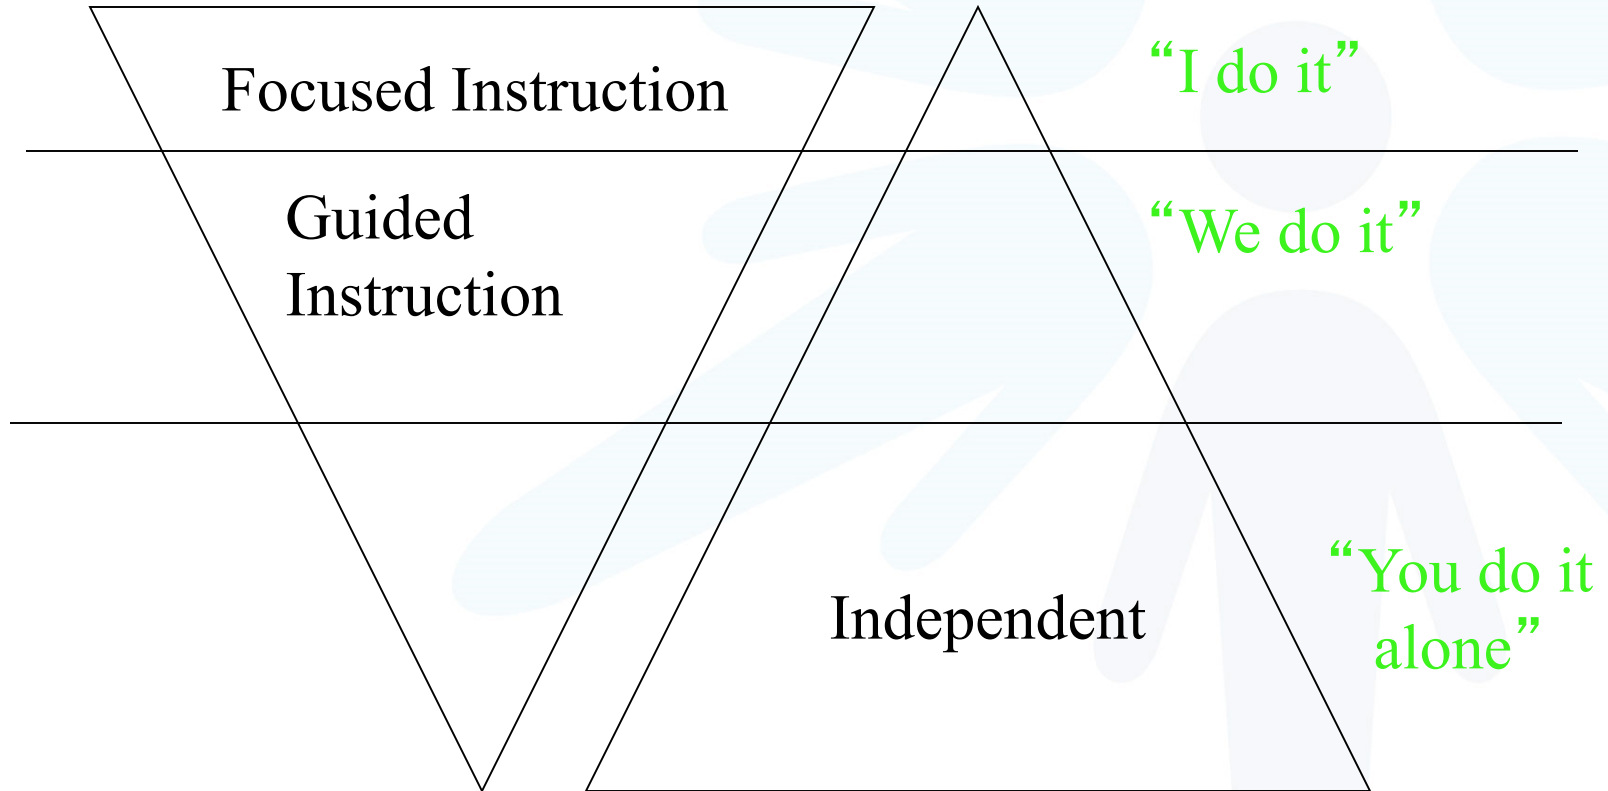 Focused Instruction
“I do it”
Guided
Instruction
“We do it”
Independent
“You do it
alone”